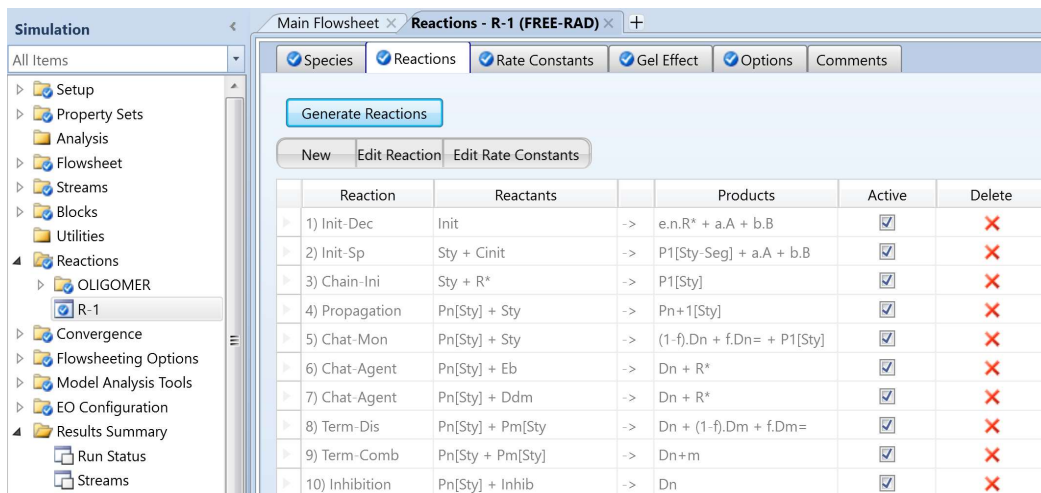 Simulation
All Items
Setup
Property Sets
Analysis
Flowsheet
Streams
Blocks
Utilities
Reactions
OLIGOMER
R-1
Convergence
Flowsheeting Options
Model Analysis Tools
EO Configuration
Results Summary
Run Status
Streams
Main Flowsheet × Reactions - R-1 (FREE-RAD) × +
Species Reactions Rate Constants Gel Effect Options Comments
Generate Reactions
New Edit Reaction Edit Rate Constants
Reaction Reactants Products Active Delete
1) Init-Dec Init -> e.n.R* + a.A + b.B
2) Init-Sp Sty + Cinit -> P1[Sty-Seg] + a.A + b.B
3) Chain-Ini Sty + R* -> P1[Sty]
4) Propagation Pn[Sty] + Sty -> Pn+1[Sty]
5) Chat-Mon Pn[Sty] + Sty -> (1-f).Dn + f.Dn= + P1[Sty]
6) Chat-Agent Pn[Sty] + Eb -> Dn + R*
7) Chat-Agent Pn[Sty] + Ddm -> Dn + R*
8) Term-Dis Pn[Sty] + Pm[Sty -> Dn + (1-f).Dm + f.Dm=
9) Term-Comb Pn[Sty + Pm[Sty] -> Dn+m
10) Inhibition Pn[Sty] + Inhib -> Dn